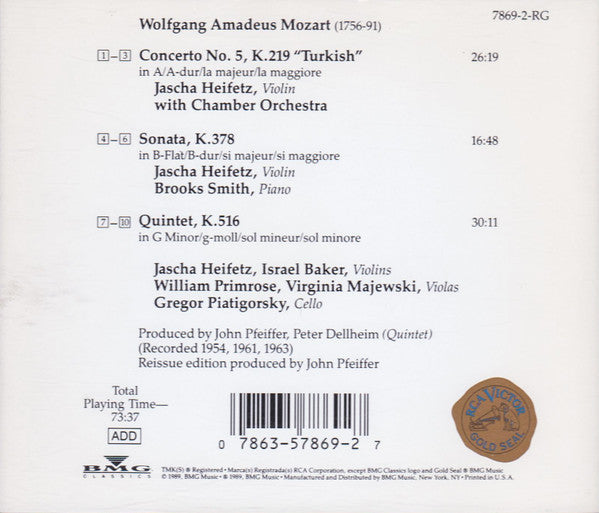 Wolfgang Amadeus Mozart (1756-91)
7869-2-RG
1–3 Concerto No. 5, K.219 "Turkish" 26:19
in A/A-dur/la majeur/la maggiore
Jascha Heifetz, Violin
with Chamber Orchestra
4–6 Sonata, K.378 16:48
in B-Flat/B-dur/si majeur/si maggiore
Jascha Heifetz, Violin
Brooks Smith, Piano
7–10 Quintet, K.516 30:11
in G Minor/g-moll/sol mineur/sol minore
Jascha Heifetz, Israel Baker, Violins
William Primrose, Virginia Majewski, Violas
Gregor Piatigorsky, Cello
Produced by John Pfeiffer, Peter Dellheim (Quintet)
(Recorded 1954, 1961, 1963)
Reissue edition produced by John Pfeiffer
Total
Playing Time—
73:37
ADD
0 7863-57869-2 7
RCA VICTOR
GOLD SEAL
BMG
CLASSICS
TMK(S) ® Registered • Marca(s) Registrada(s) RCA Corporation, except BMG Classics logo and Gold Seal ® BMG Music
© 1989, BMG Music • ℗ 1989, BMG Music • Manufactured and Distributed by BMG Music, New York, NY • Printed in U.S.A.